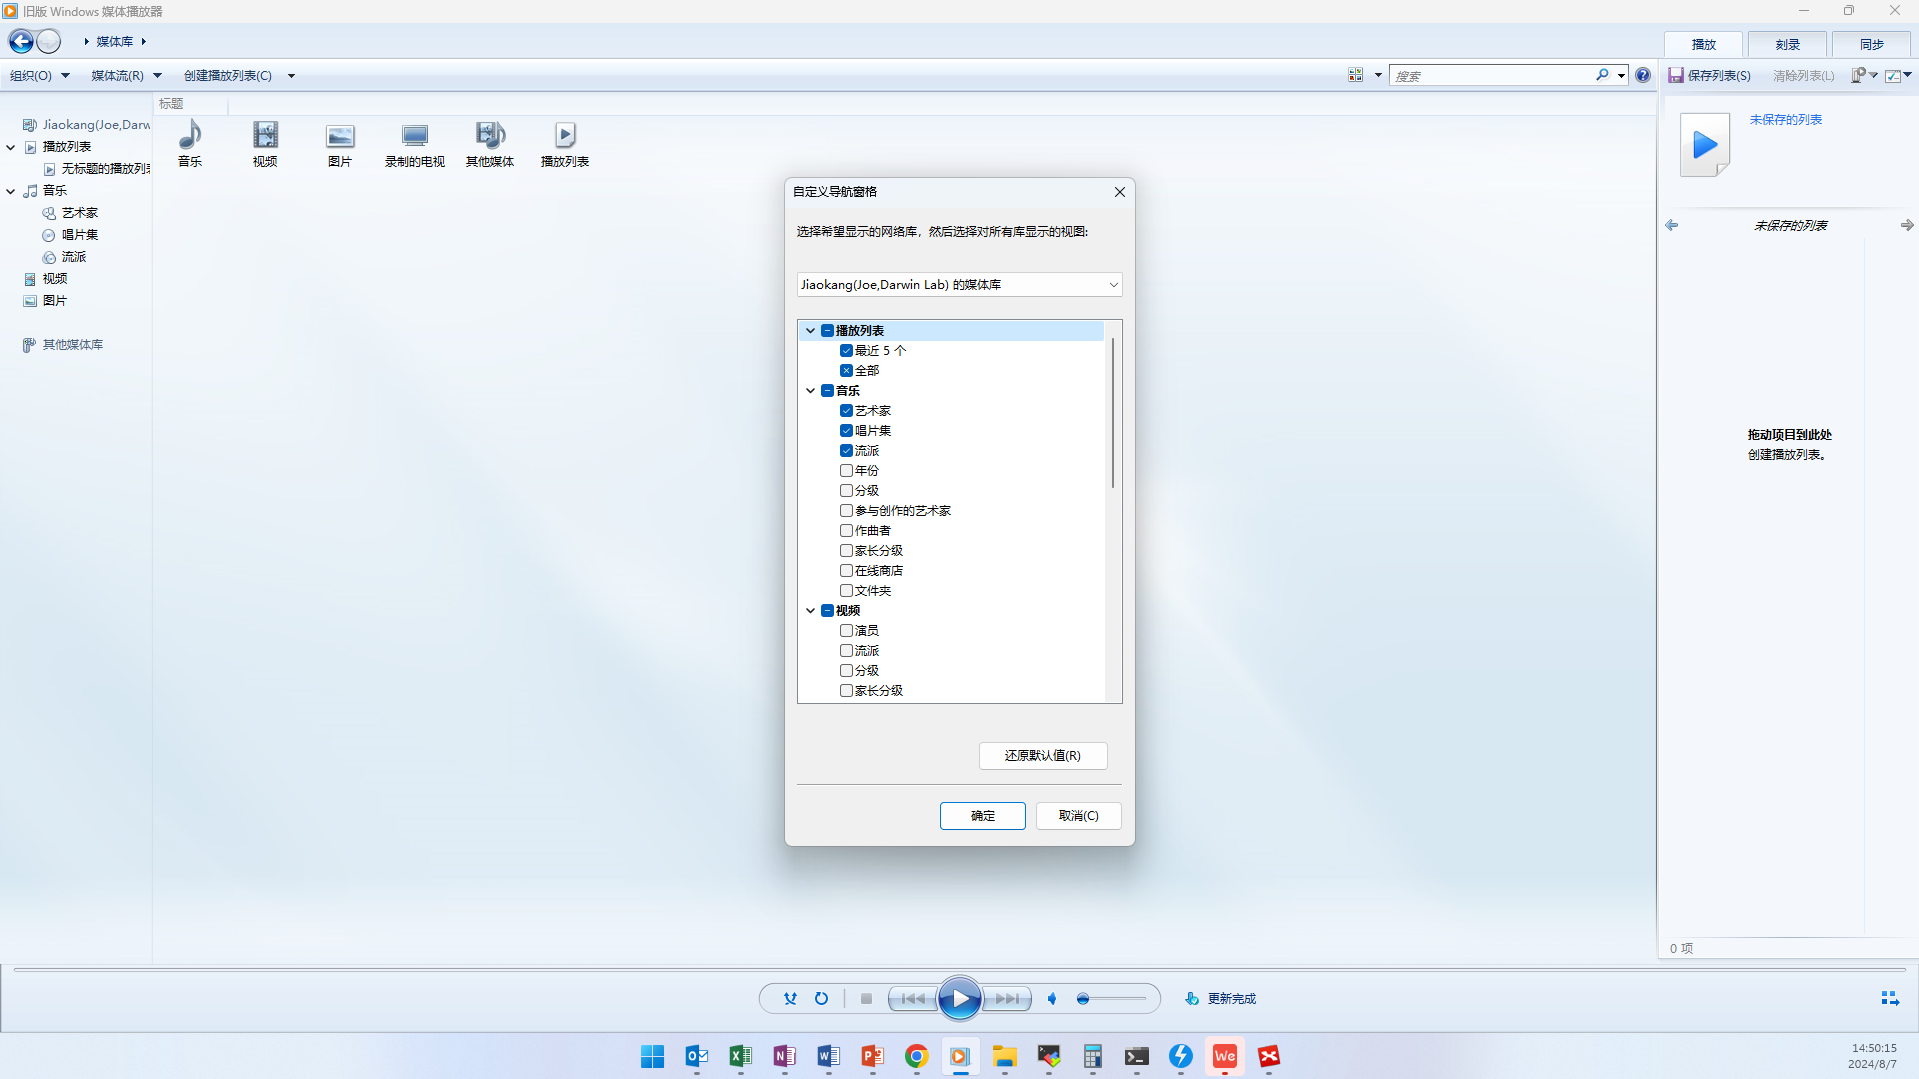 旧版 Windows 媒体播放器
媒体库
播放
刻录
同步
组织(O)
媒体流(R)
创建播放列表(C)
搜索
保存列表(S)
清除列表(L)
标题
Jiaokang(Joe,Darw
播放列表
无标题的播放列表
音乐
艺术家
唱片集
流派
视频
图片
其他媒体库
音乐
视频
图片
录制的电视
其他媒体
播放列表
自定义导航窗格
选择希望显示的网络库，然后选择对所有库显示的视图:
Jiaokang(Joe,Darwin Lab) 的媒体库
播放列表
最近 5 个
全部
音乐
艺术家
唱片集
流派
年份
分级
参与创作的艺术家
作曲者
家长分级
在线商店
文件夹
视频
演员
流派
分级
家长分级
还原默认值(R)
确定
取消(C)
未保存的列表
未保存的列表
拖动项目到此处
创建播放列表。
0 项
更新完成
14:50:15
2024/8/7